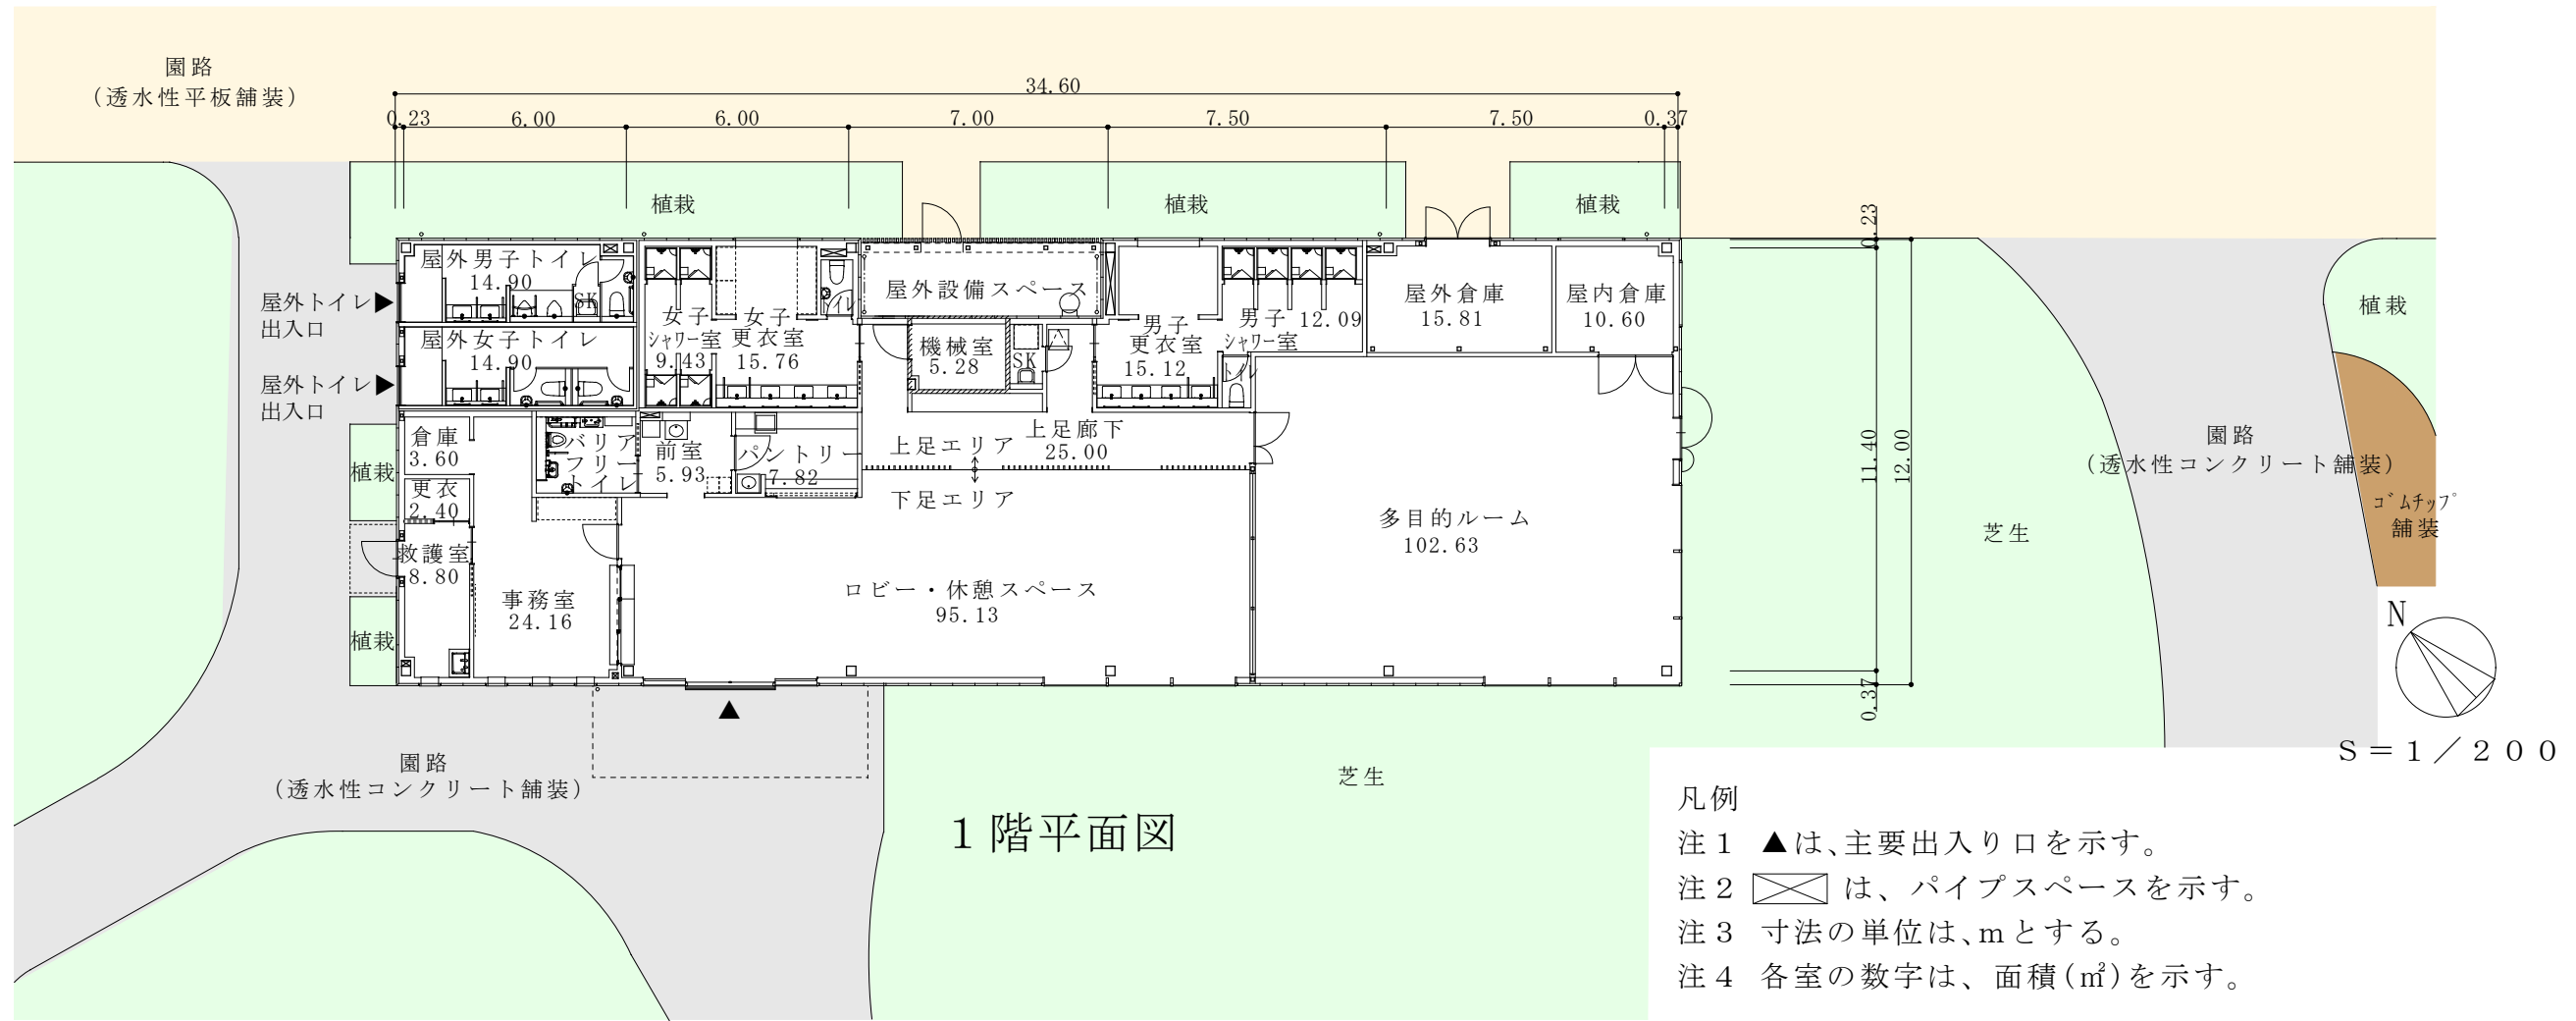 園路
（透水性平板舗装）
34.60
0.23
6.00
6.00
7.00
7.50
7.50
0.37
植栽
植栽
植栽
屋外男子トイレ
14.90
SK
屋外トイレ▶
出入口
屋外女子トイレ
14.90
屋外トイレ▶
出入口
女子
シャワー室
9.43
女子
更衣室
15.76
トイレ
屋外設備スペース
機械室
5.28
SK
男子
更衣室
15.12
男子
シャワー室
12.09
トイレ
屋外倉庫
15.81
屋内倉庫
10.60
倉庫
3.60
更衣
2.40
救護室
8.80
事務室
24.16
バリア
フリー
トイレ
前室
5.93
パントリー
7.82
上足エリア
上足廊下
25.00
下足エリア
ロビー・休憩スペース
95.13
多目的ルーム
102.63
植栽
植栽
0.23
11.40
12.00
0.37
芝生
園路
（透水性コンクリート舗装）
植栽
ゴムチップ
舗装
N
S＝1／200
▲
園路
（透水性コンクリート舗装）
芝生
1階平面図
凡例
注1 ▲は、主要出入り口を示す。
注2 は、パイプスペースを示す。
注3 寸法の単位は、mとする。
注4 各室の数字は、面積(㎡)を示す。